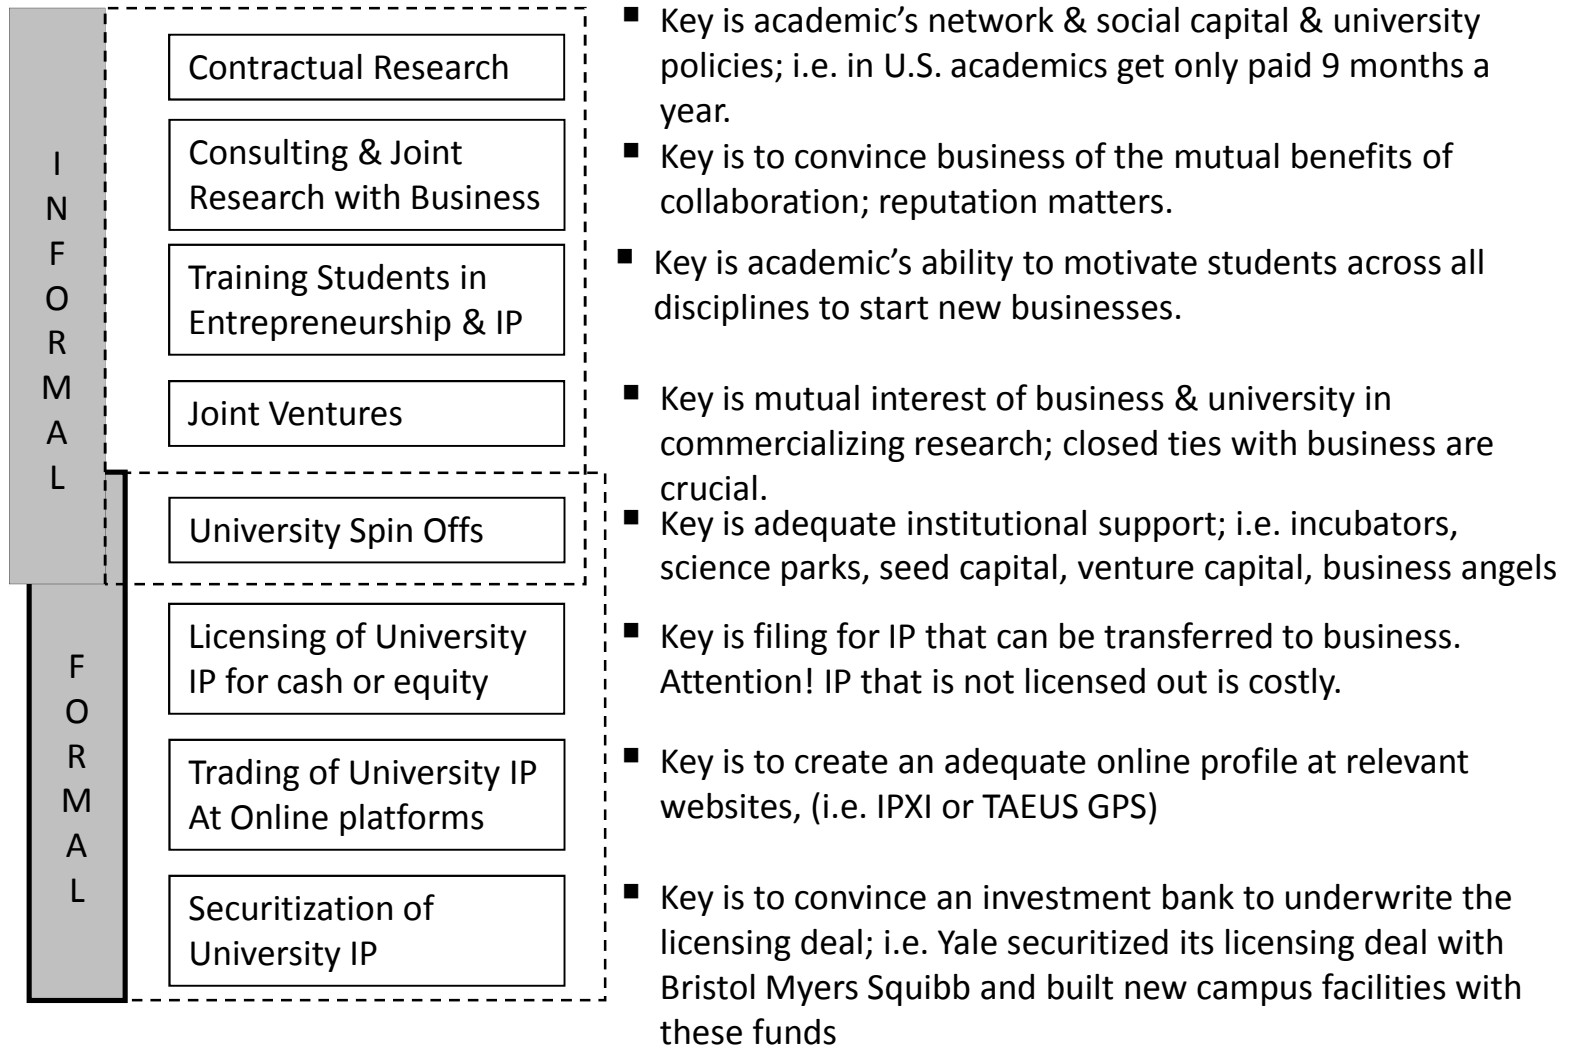 INFORMAL
FORMAL
Contractual Research
Consulting & Joint
Research with Business
Training Students in
Entrepreneurship & IP
Joint Ventures
University Spin Offs
Licensing of University
IP for cash or equity
Trading of University IP
At Online platforms
Securitization of
University IP
▪ Key is academic’s network & social capital & university
policies; i.e. in U.S. academics get only paid 9 months a
year.
▪ Key is to convince business of the mutual benefits of
collaboration; reputation matters.
▪ Key is academic’s ability to motivate students across all
disciplines to start new businesses.
▪ Key is mutual interest of business & university in
commercializing research; closed ties with business are
crucial.
▪ Key is adequate institutional support; i.e. incubators,
science parks, seed capital, venture capital, business angels
▪ Key is filing for IP that can be transferred to business.
Attention! IP that is not licensed out is costly.
▪ Key is to create an adequate online profile at relevant
websites, (i.e. IPXI or TAEUS GPS)
▪ Key is to convince an investment bank to underwrite the
licensing deal; i.e. Yale securitized its licensing deal with
Bristol Myers Squibb and built new campus facilities with
these funds